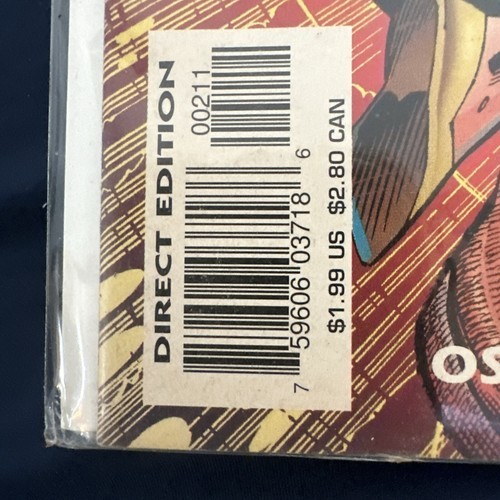 DIRECT EDITION
00211
7 59606 03718 6
$1.99 US $2.80 CAN
OS